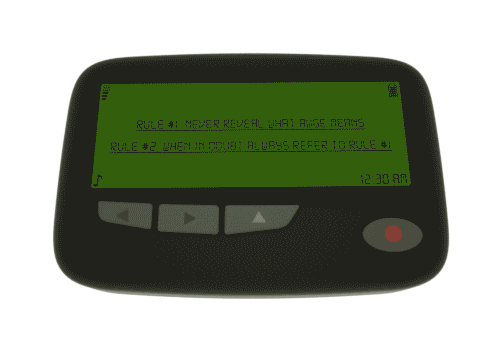 RULE #1: NEVER REVEAL WHAT AWGE MEANS
RULE #2: WHEN IN DOUBT ALWAYS REFER TO RULE #1
12:30 AM